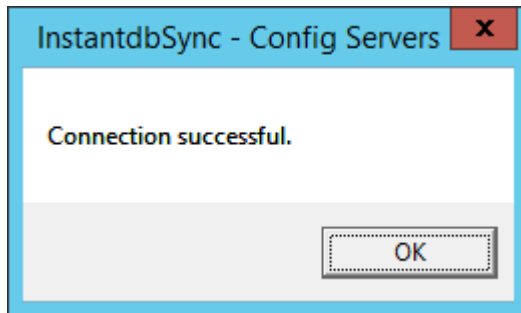 InstantdbSync - Config Servers x
Connection successful.
OK